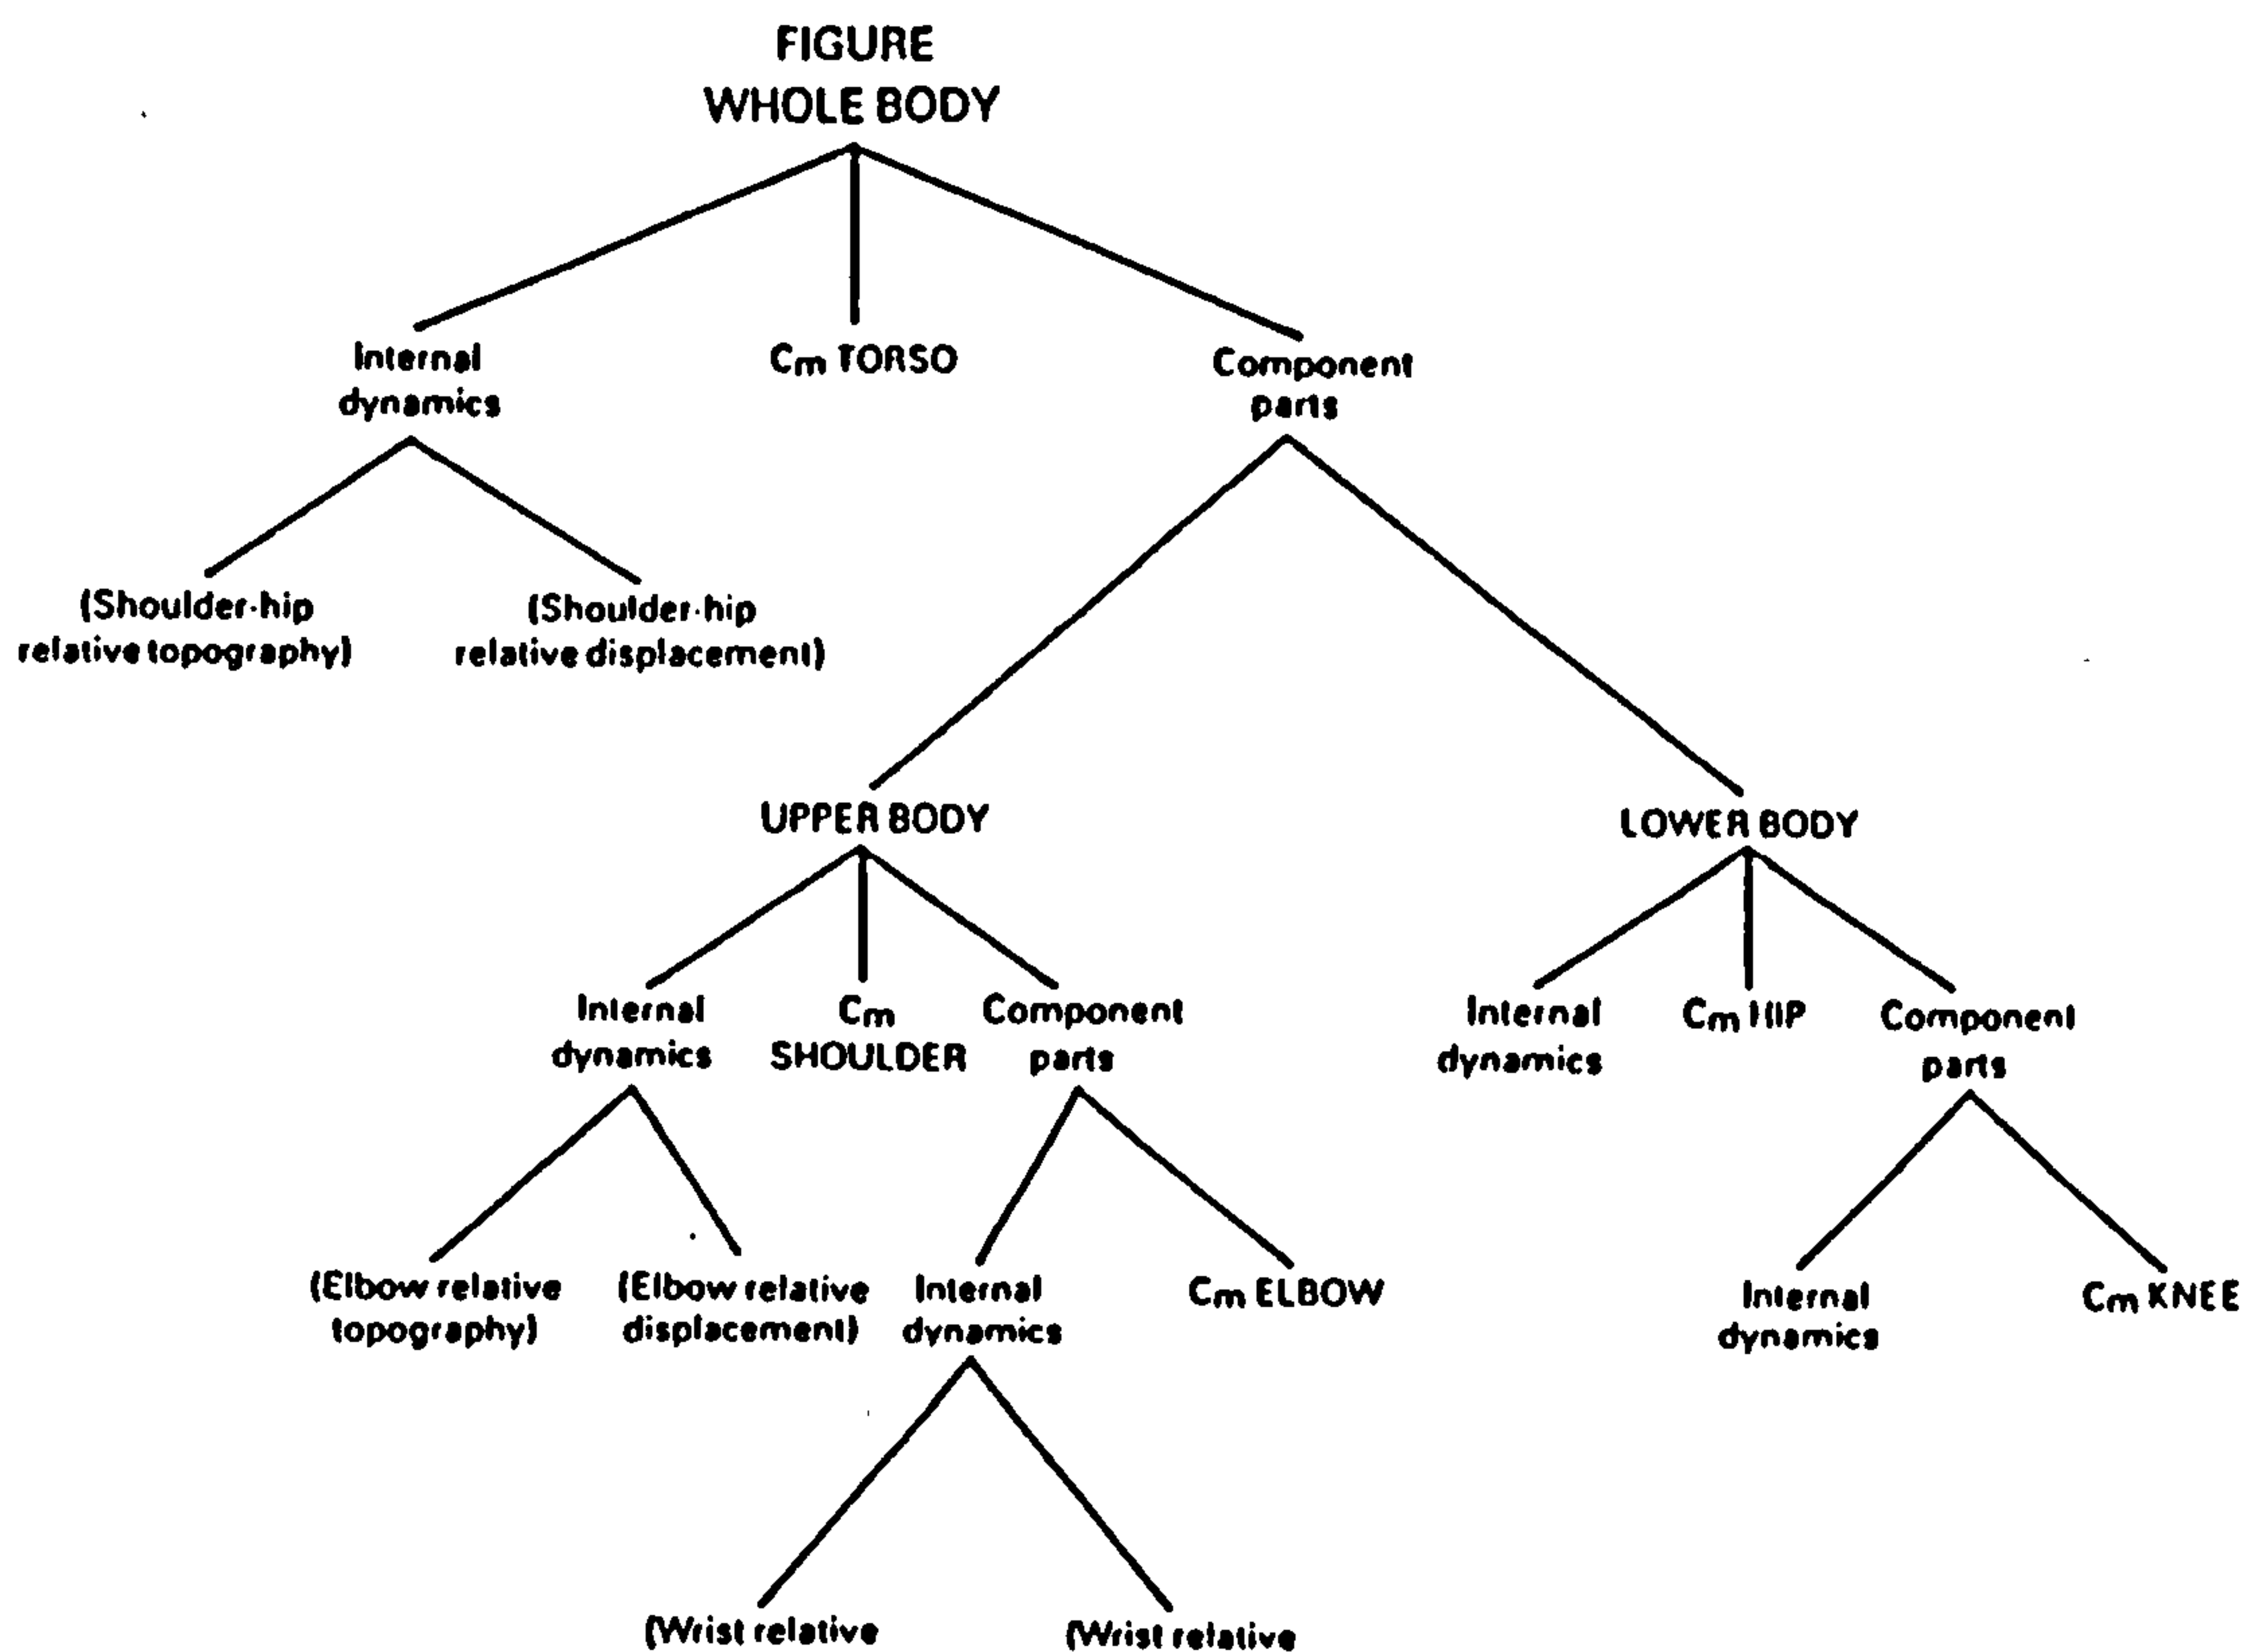 FIGURE
WHOLE BODY
Internal
dynamics
Cm TORSO
Component
parts
(Shoulder-hip
relative topography)
(Shoulder-hip
relative displacement)
UPPER BODY
LOWER BODY
Internal
dynamics
Cm
SHOULDER
Component
parts
Internal
dynamics
Cm HIP
Component
parts
(Elbow relative
topography)
(Elbow relative
displacement)
Internal
dynamics
Cm ELBOW
Internal
dynamics
Cm KNEE
(Wrist relative
(Wrist relative